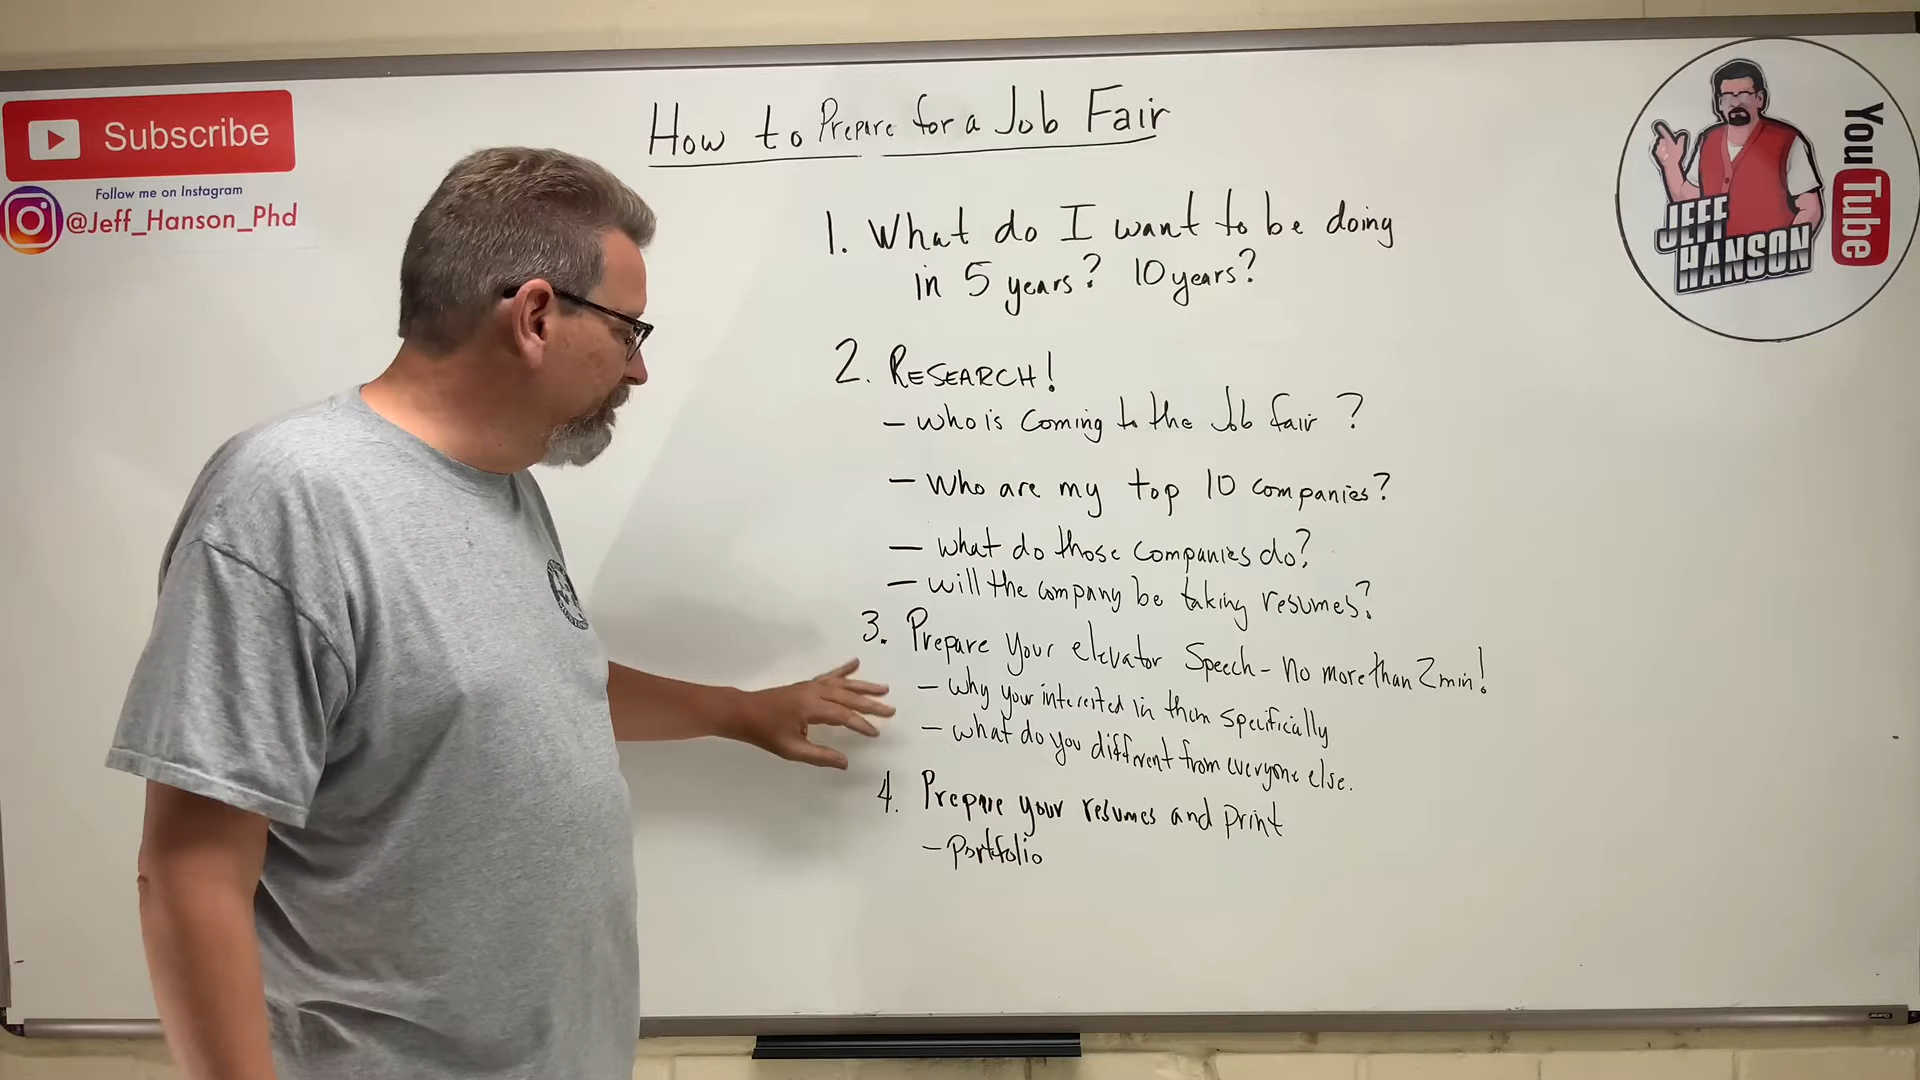 Subscribe
Follow me on Instagram
@Jeff_Hanson_Phd
How to Prepare for a Job Fair
1. What do I want to be doing
in 5 years? 10 years?
2. RESEARCH!
- who is coming to the Job fair ?
- Who are my top 10 companies?
- what do those companies do?
- will the company be taking resumes?
3. Prepare your elevator Speech - No more than 2 min!
- why your interested in them specifically
- what do you different from everyone else.
4. Prepare your resumes and print
- Portfolio
JEFF
HANSON
YouTube